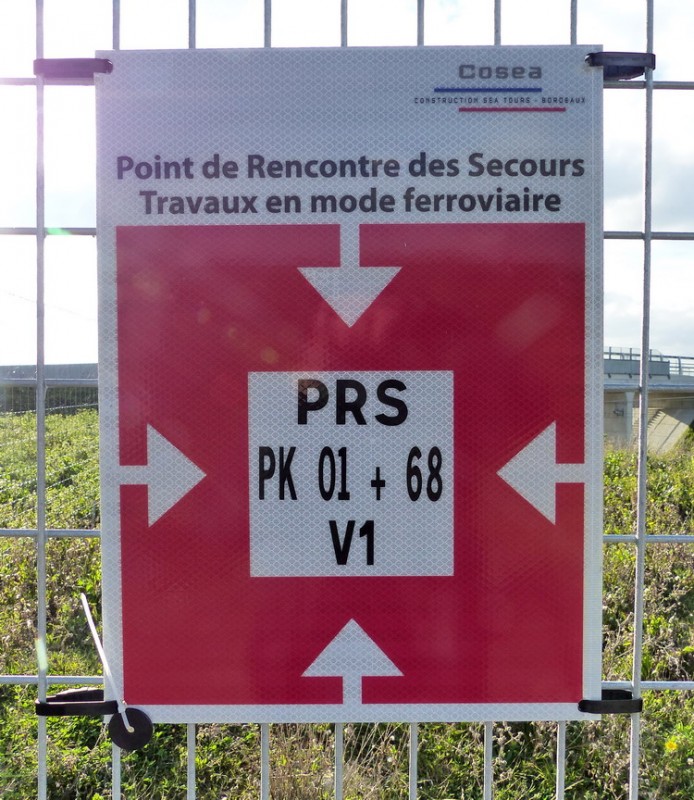 Cosea
CONSTRUCTION SEA TOURS - BORDEAUX
Point de Rencontre des Secours
Travaux en mode ferroviaire
PRS
PK 01 + 68
V1